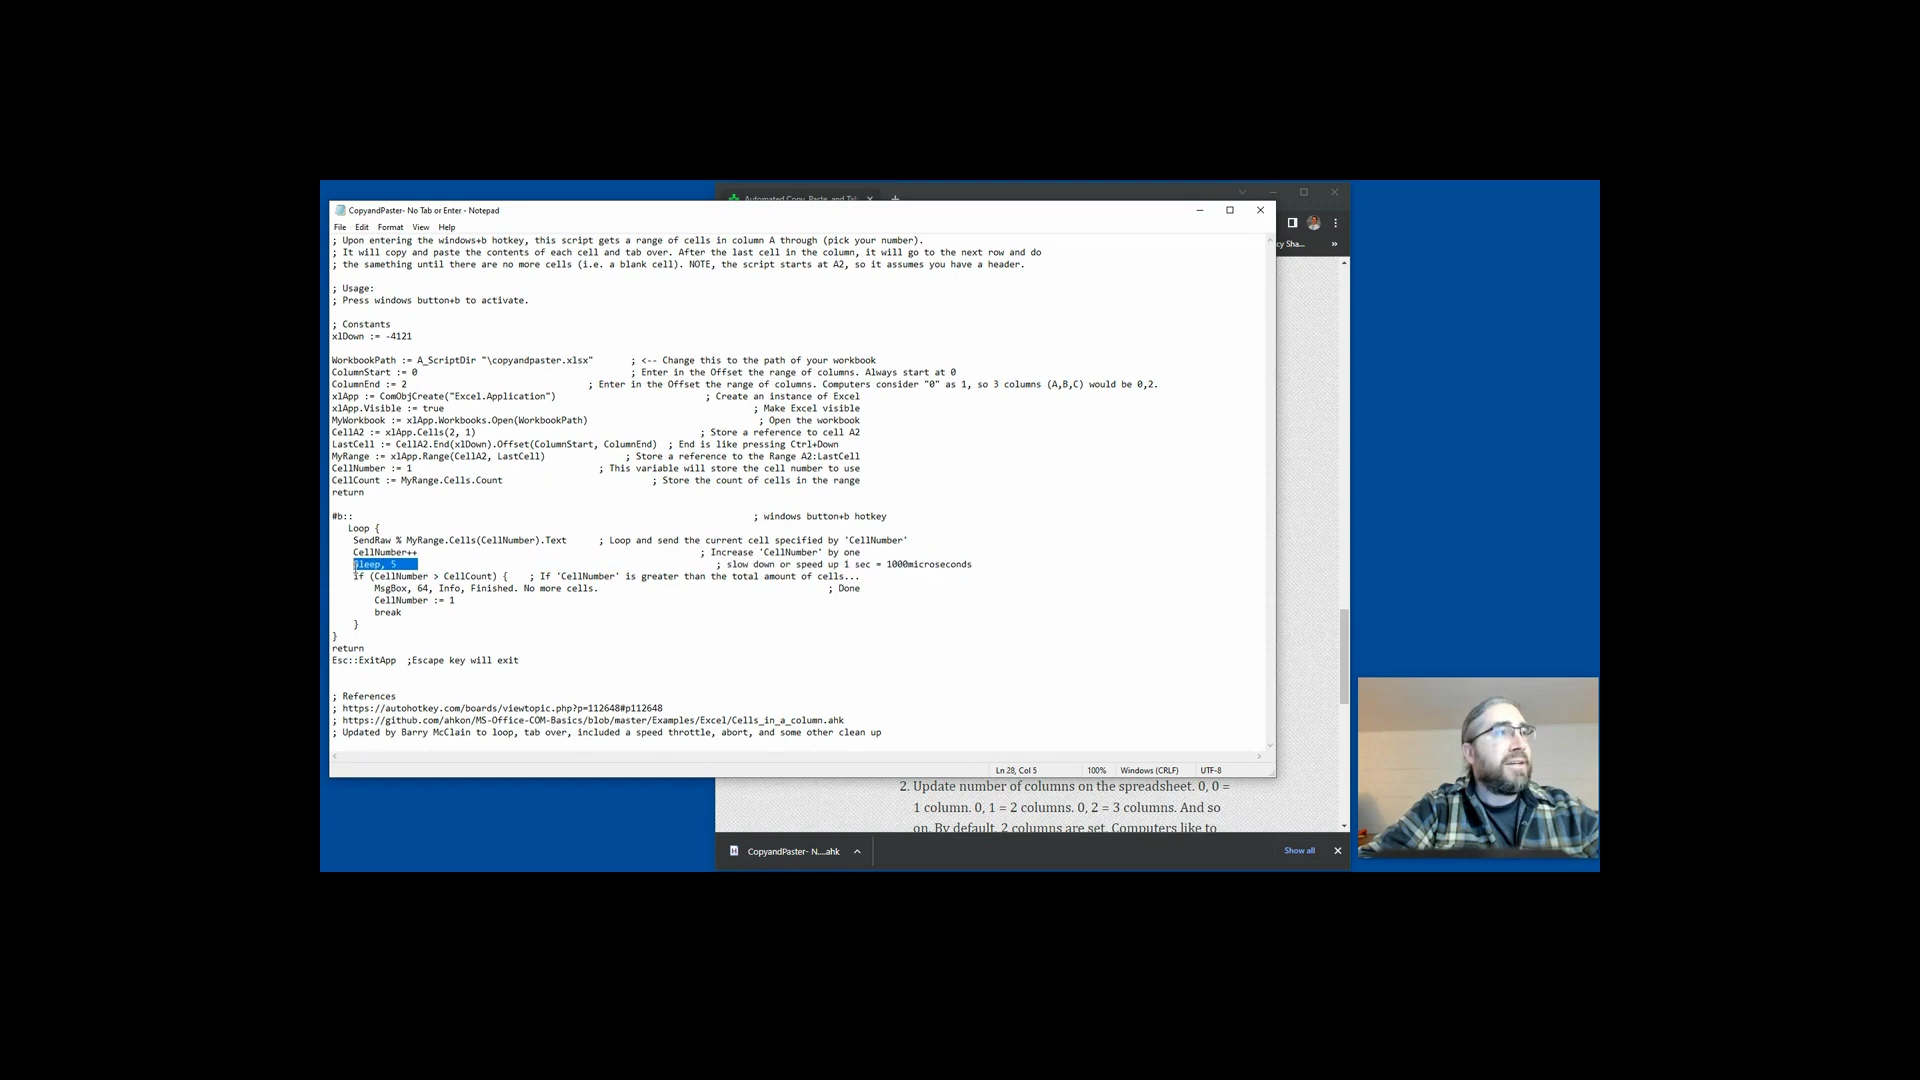 Automated Copy, Paste, and Tab
CopyandPaster- No Tab or Enter - Notepad
File Edit Format View Help
cy Sha... »
; Upon entering the windows+b hotkey, this script gets a range of cells in column A through (pick your number).
; It will copy and paste the contents of each cell and tab over. After the last cell in the column, it will go to the next row and do
; the samething until there are no more cells (i.e. a blank cell). NOTE, the script starts at A2, so it assumes you have a header.
; Usage:
; Press windows button+b to activate.
; Constants
xlDown := -4121
WorkbookPath := A_ScriptDir "\copyandpaster.xlsx" ; <-- Change this to the path of your workbook
ColumnStart := 0 ; Enter in the Offset the range of columns. Always start at 0
ColumnEnd := 2 ; Enter in the Offset the range of columns. Computers consider "0" as 1, so 3 columns (A,B,C) would be 0,2.
xlApp := ComObjCreate("Excel.Application") ; Create an instance of Excel
xlApp.Visible := true ; Make Excel visible
MyWorkbook := xlApp.Workbooks.Open(WorkbookPath) ; Open the workbook
CellA2 := xlApp.Cells(2, 1) ; Store a reference to cell A2
LastCell := CellA2.End(xlDown).Offset(ColumnStart, ColumnEnd) ; End is like pressing Ctrl+Down
MyRange := xlApp.Range(CellA2, LastCell) ; Store a reference to the Range A2:LastCell
CellNumber := 1 ; This variable will store the cell number to use
CellCount := MyRange.Cells.Count ; Store the count of cells in the range
return
#b:: ; windows button+b hotkey
Loop {
SendRaw % MyRange.Cells(CellNumber).Text ; Loop and send the current cell specified by 'CellNumber'
CellNumber++ ; Increase 'CellNumber' by one
Sleep, 5 ; slow down or speed up 1 sec = 1000microseconds
if (CellNumber > CellCount) { ; If 'CellNumber' is greater than the total amount of cells...
MsgBox, 64, Info, Finished. No more cells. ; Done
CellNumber := 1
break
}
}
return
Esc::ExitApp ;Escape key will exit
; References
; https://autohotkey.com/boards/viewtopic.php?p=112648#p112648
; https://github.com/ahkon/MS-Office-COM-Basics/blob/master/Examples/Excel/Cells_in_a_column.ahk
; Updated by Barry McClain to loop, tab over, included a speed throttle, abort, and some other clean up
Ln 28, Col 5 100% Windows (CRLF) UTF-8
2. Update number of columns on the spreadsheet. 0, 0 =
1 column. 0, 1 = 2 columns. 0, 2 = 3 columns. And so
on. By default, 2 columns are set. Computers like to
CopyandPaster- N....ahk
Show all